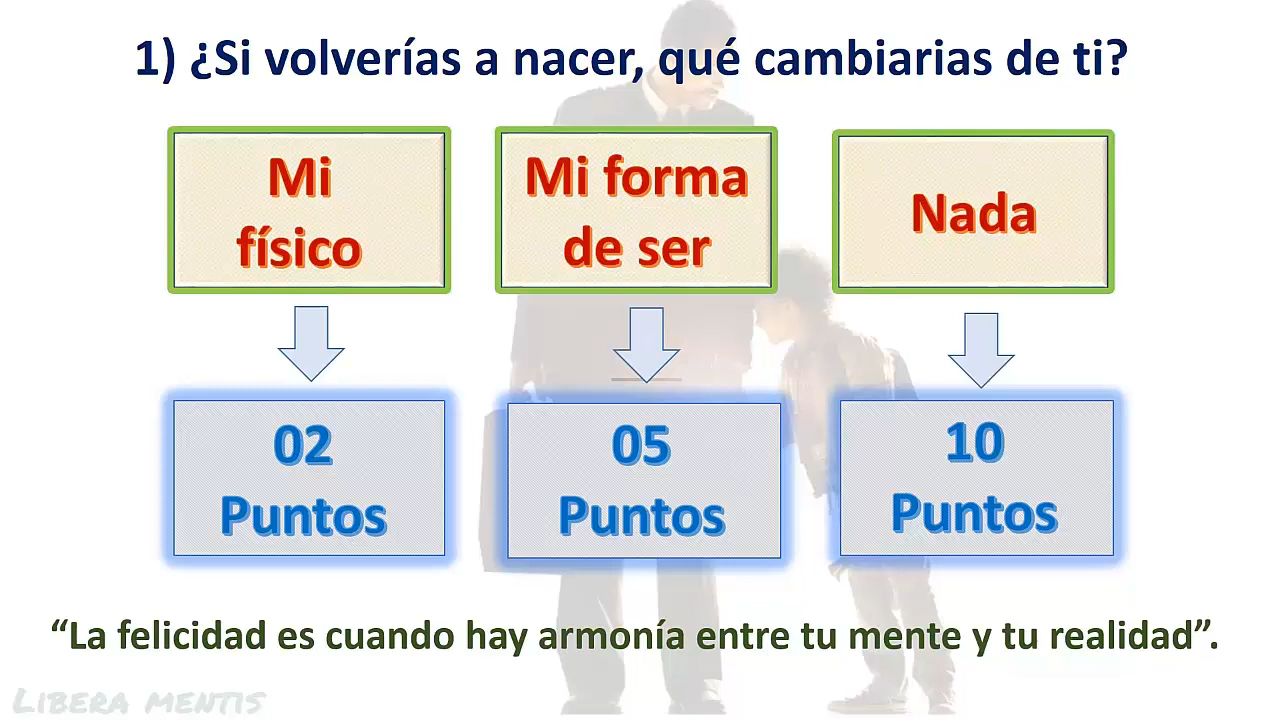 1) ¿Si volverías a nacer, qué cambiarias de ti?
Mi
físico
Mi forma
de ser
Nada
02
Puntos
05
Puntos
10
Puntos
“La felicidad es cuando hay armonía entre tu mente y tu realidad”.
LIBERA MENTIS